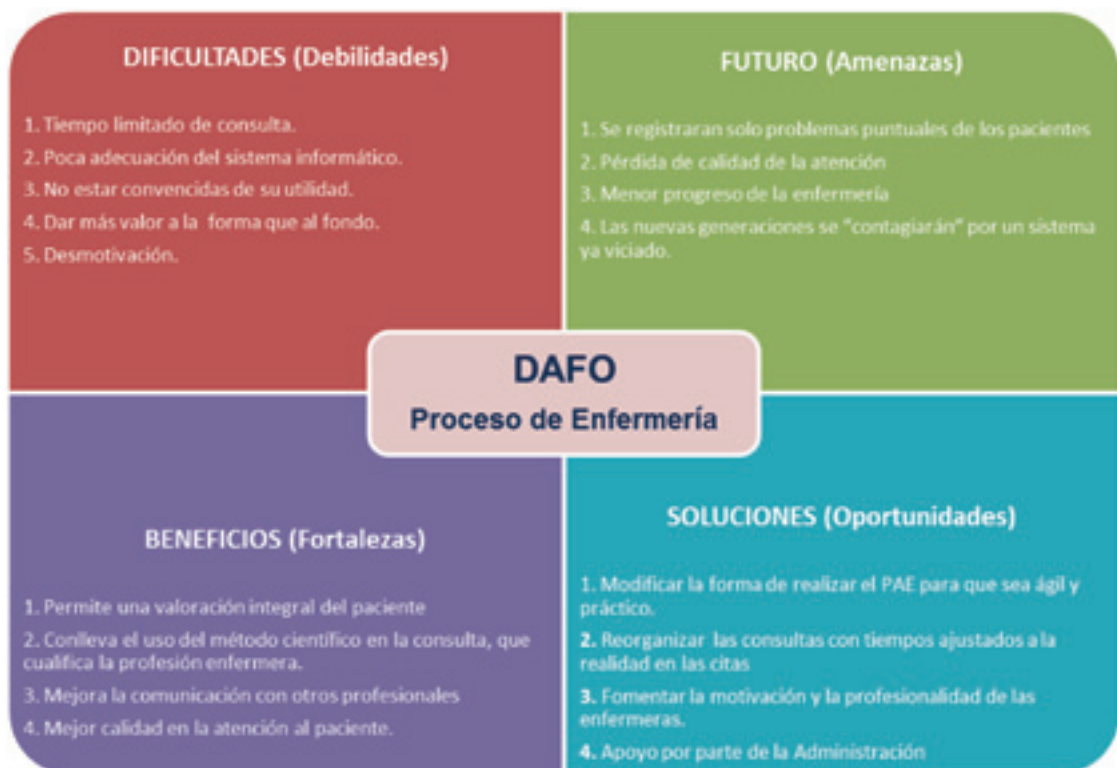 DIFICULTADES (Debilidades)
1. Tiempo limitado de consulta.
2. Poca adecuación del sistema informático.
3. No estar convencidas de su utilidad.
4. Dar más valor a la forma que al fondo.
5. Desmotivación.
FUTURO (Amenazas)
1. Se registraran solo problemas puntuales de los pacientes
2. Pérdida de calidad de la atención
3. Menor progreso de la enfermería
4. Las nuevas generaciones se "contagiarán" por un sistema
ya viciado.
DAFO
Proceso de Enfermería
BENEFICIOS (Fortalezas)
1. Permite una valoración integral del paciente
2. Conlleva el uso del método científico en la consulta, que
cualifica la profesión enfermera.
3. Mejora la comunicación con otros profesionales
4. Mejor calidad en la atención al paciente.
SOLUCIONES (Oportunidades)
1. Modificar la forma de realizar el PAE para que sea ágil y
práctico.
2. Reorganizar las consultas con tiempos ajustados a la
realidad en las citas
3. Fomentar la motivación y la profesionalidad de las
enfermeras.
4. Apoyo por parte de la Administración